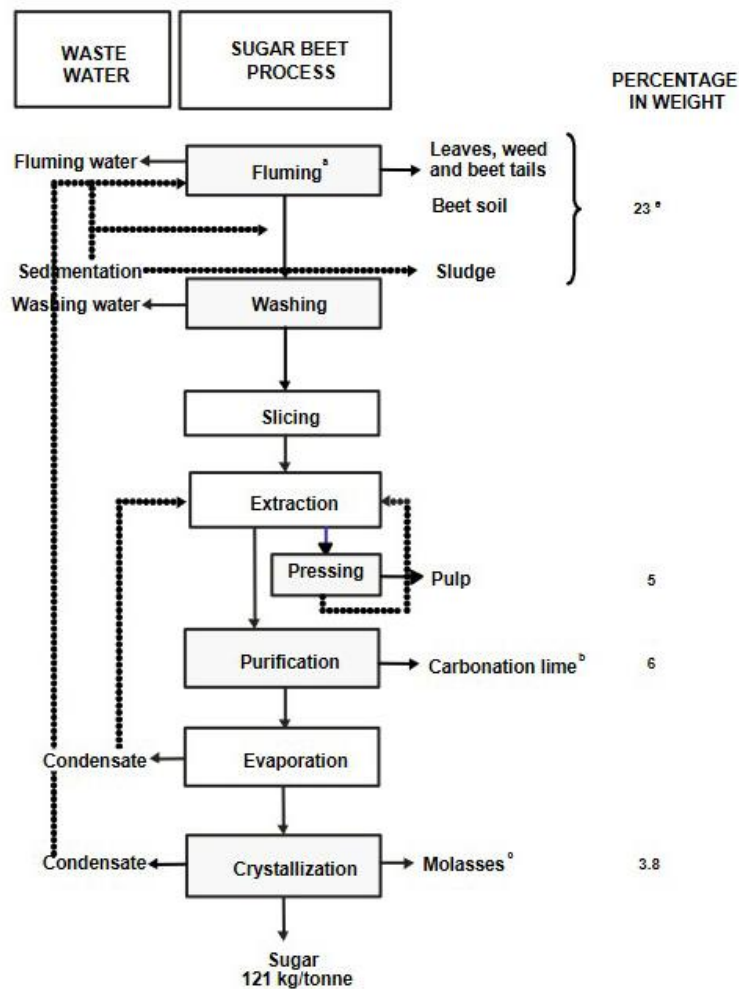 WASTE
WATER
SUGAR BEET
PROCESS
PERCENTAGE
IN WEIGHT
Fluming water
Fluming a
Leaves, weed
and beet tails
Beet soil
23 e
Sedimentation
Sludge
Washing water
Washing
Slicing
Extraction
Pressing
Pulp
5
Purification
Carbonation lime b
6
Condensate
Evaporation
Condensate
Crystallization
Molasses c
3.8
Sugar
121 kg/tonne